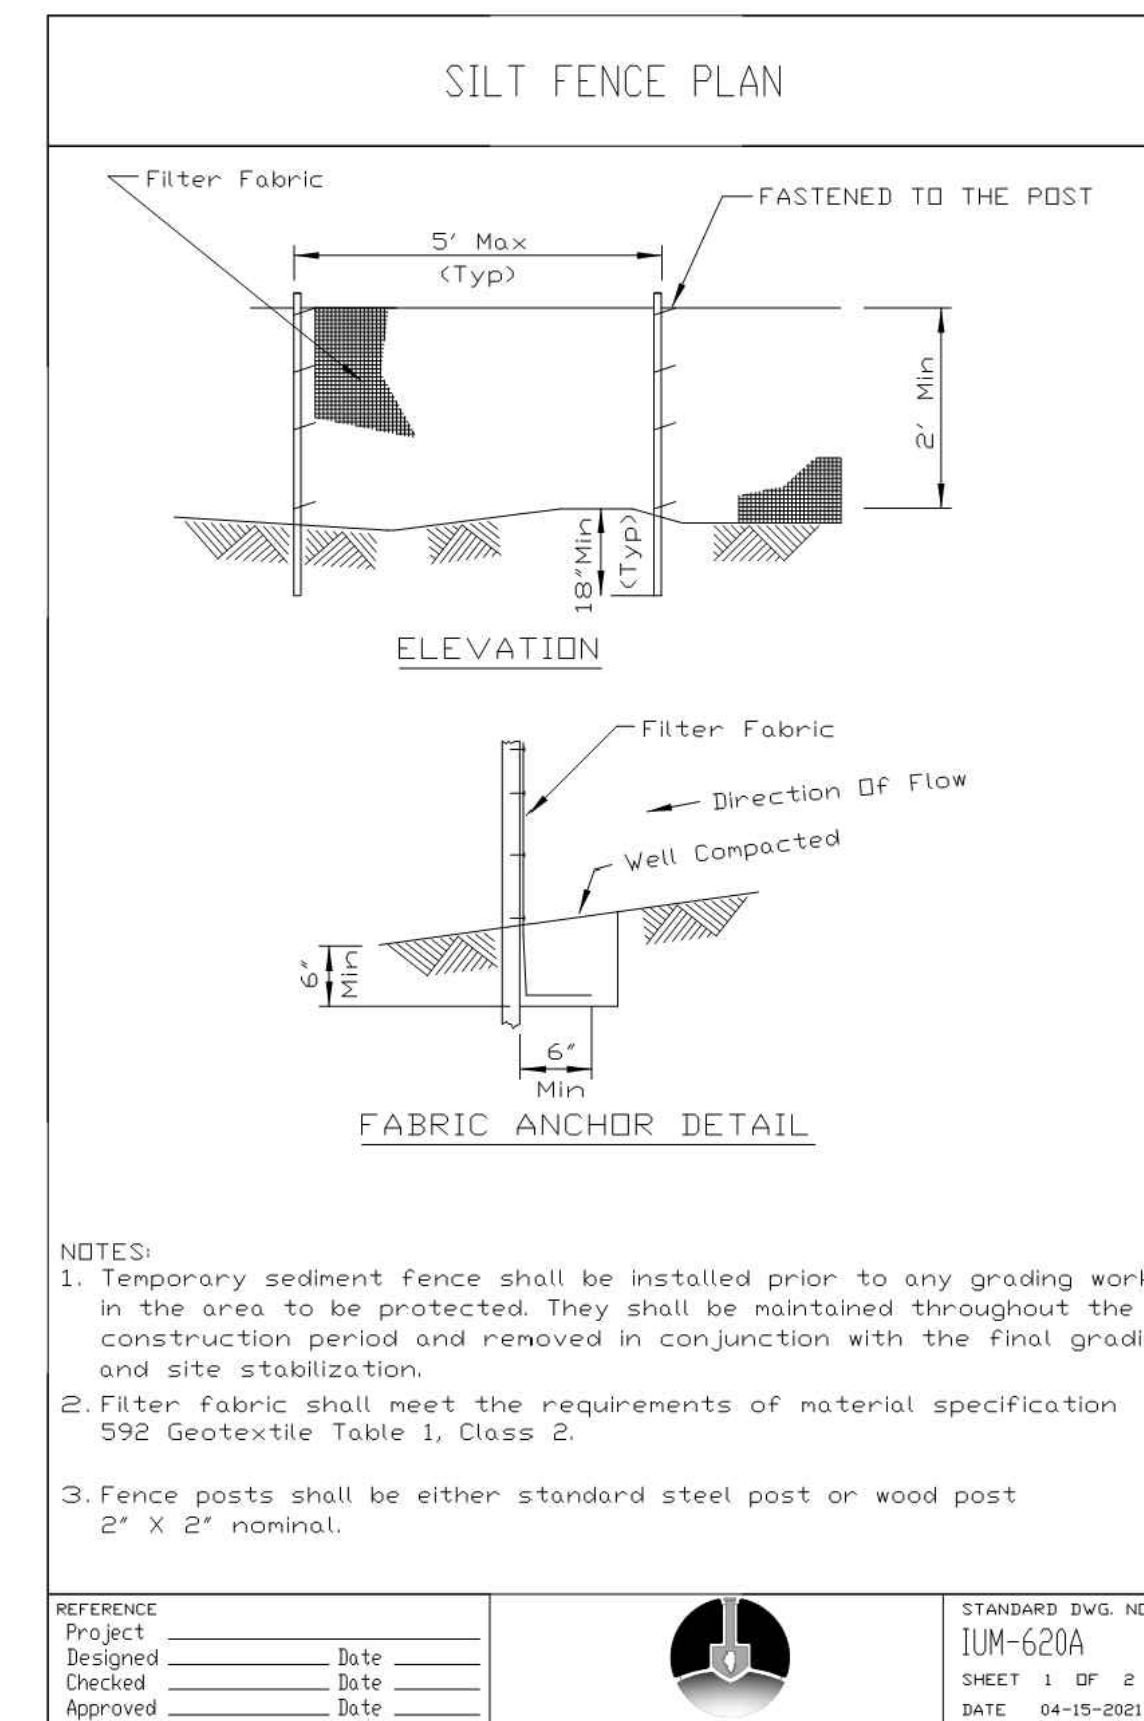 SILT FENCE PLAN
Filter Fabric
FASTENED TO THE POST
5' Max
(Typ)
2' Min
18"Min
(Typ)
ELEVATION
Filter Fabric
Direction Of Flow
Well Compacted
6"
Min
6"
Min
FABRIC ANCHOR DETAIL
NOTES:
1. Temporary sediment fence shall be installed prior to any grading work
in the area to be protected. They shall be maintained throughout the
construction period and removed in conjunction with the final gradi
and site stabilization.
2. Filter fabric shall meet the requirements of material specification
592 Geotextile Table 1, Class 2.
3. Fence posts shall be either standard steel post or wood post
2" X 2" nominal.
REFERENCE
Project
Designed Date
Checked Date
Approved Date
STANDARD DWG. NO
IUM-620A
SHEET 1 OF 2
DATE 04-15-2021